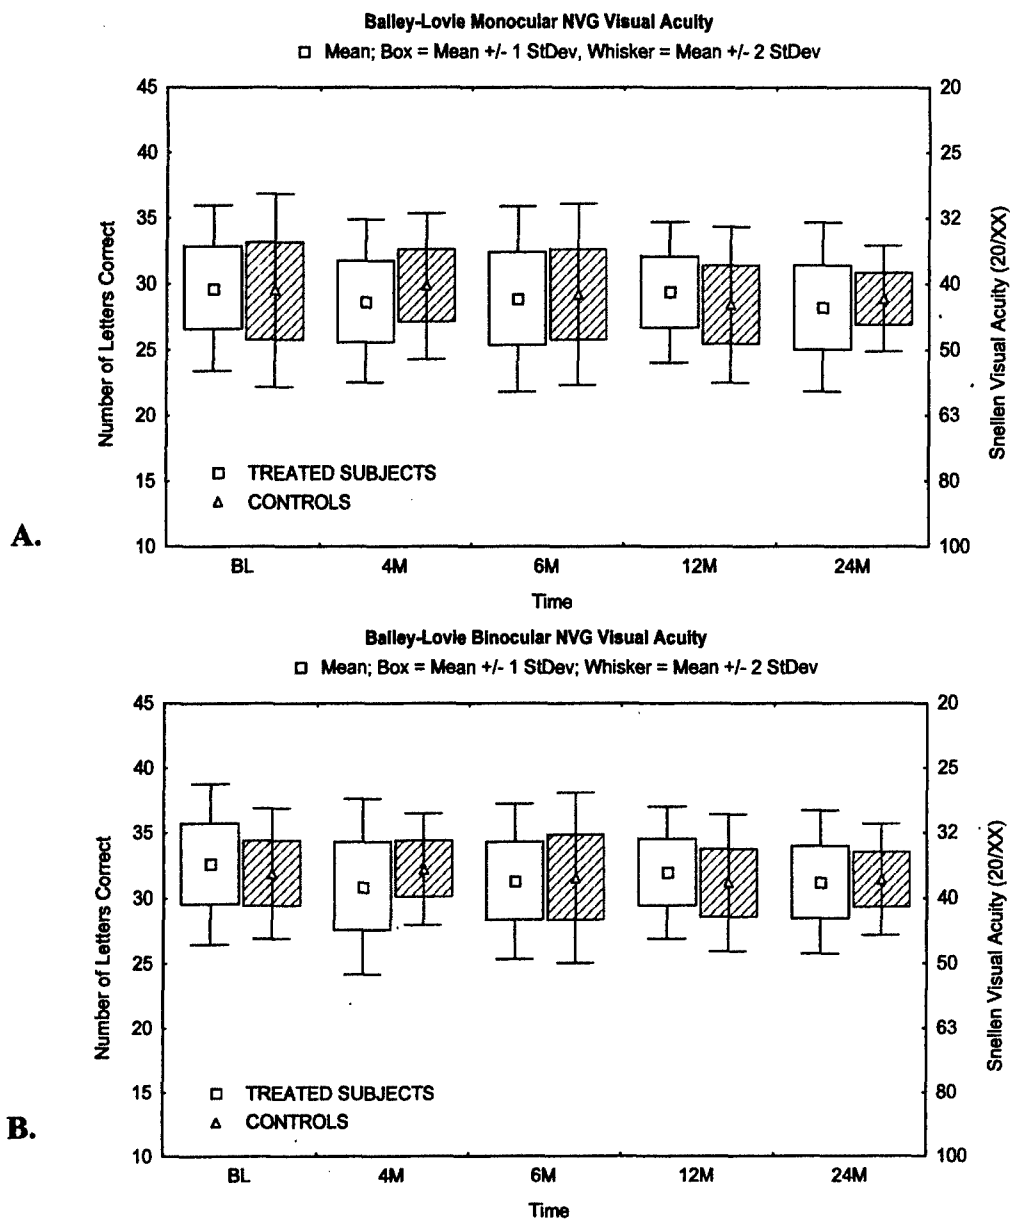 Bailey-Lovie Monocular NVG Visual Acuity
Mean; Box = Mean +/- 1 StDev, Whisker = Mean +/- 2 StDev
45
40
35
30
25
20
15
10
Number of Letters Correct
20
25
32
40
50
63
80
100
Snellen Visual Acuity (20/XX)
TREATED SUBJECTS
CONTROLS
A.
BL 4M 6M 12M 24M
Time
Bailey-Lovie Binocular NVG Visual Acuity
Mean; Box = Mean +/- 1 StDev; Whisker = Mean +/- 2 StDev
45
40
35
30
25
20
15
10
Number of Letters Correct
20
25
32
40
50
63
80
100
Snellen Visual Acuity (20/XX)
TREATED SUBJECTS
CONTROLS
B.
BL 4M 6M 12M 24M
Time